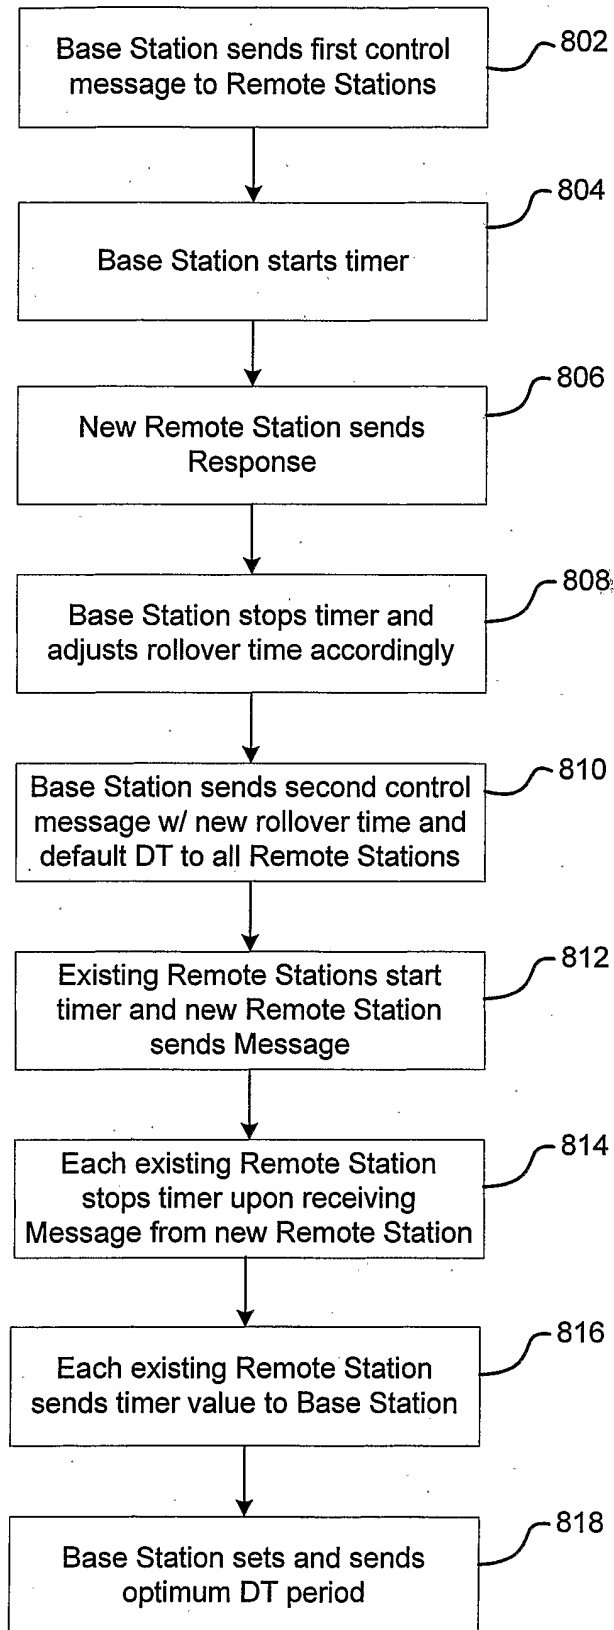 Base Station sends first control
message to Remote Stations
802
Base Station starts timer
804
New Remote Station sends
Response
806
Base Station stops timer and
adjusts rollover time accordingly
808
Base Station sends second control
message w/ new rollover time and
default DT to all Remote Stations
810
Existing Remote Stations start
timer and new Remote Station
sends Message
812
Each existing Remote Station
stops timer upon receiving
Message from new Remote Station
814
Each existing Remote Station
sends timer value to Base Station
816
Base Station sets and sends
optimum DT period
818